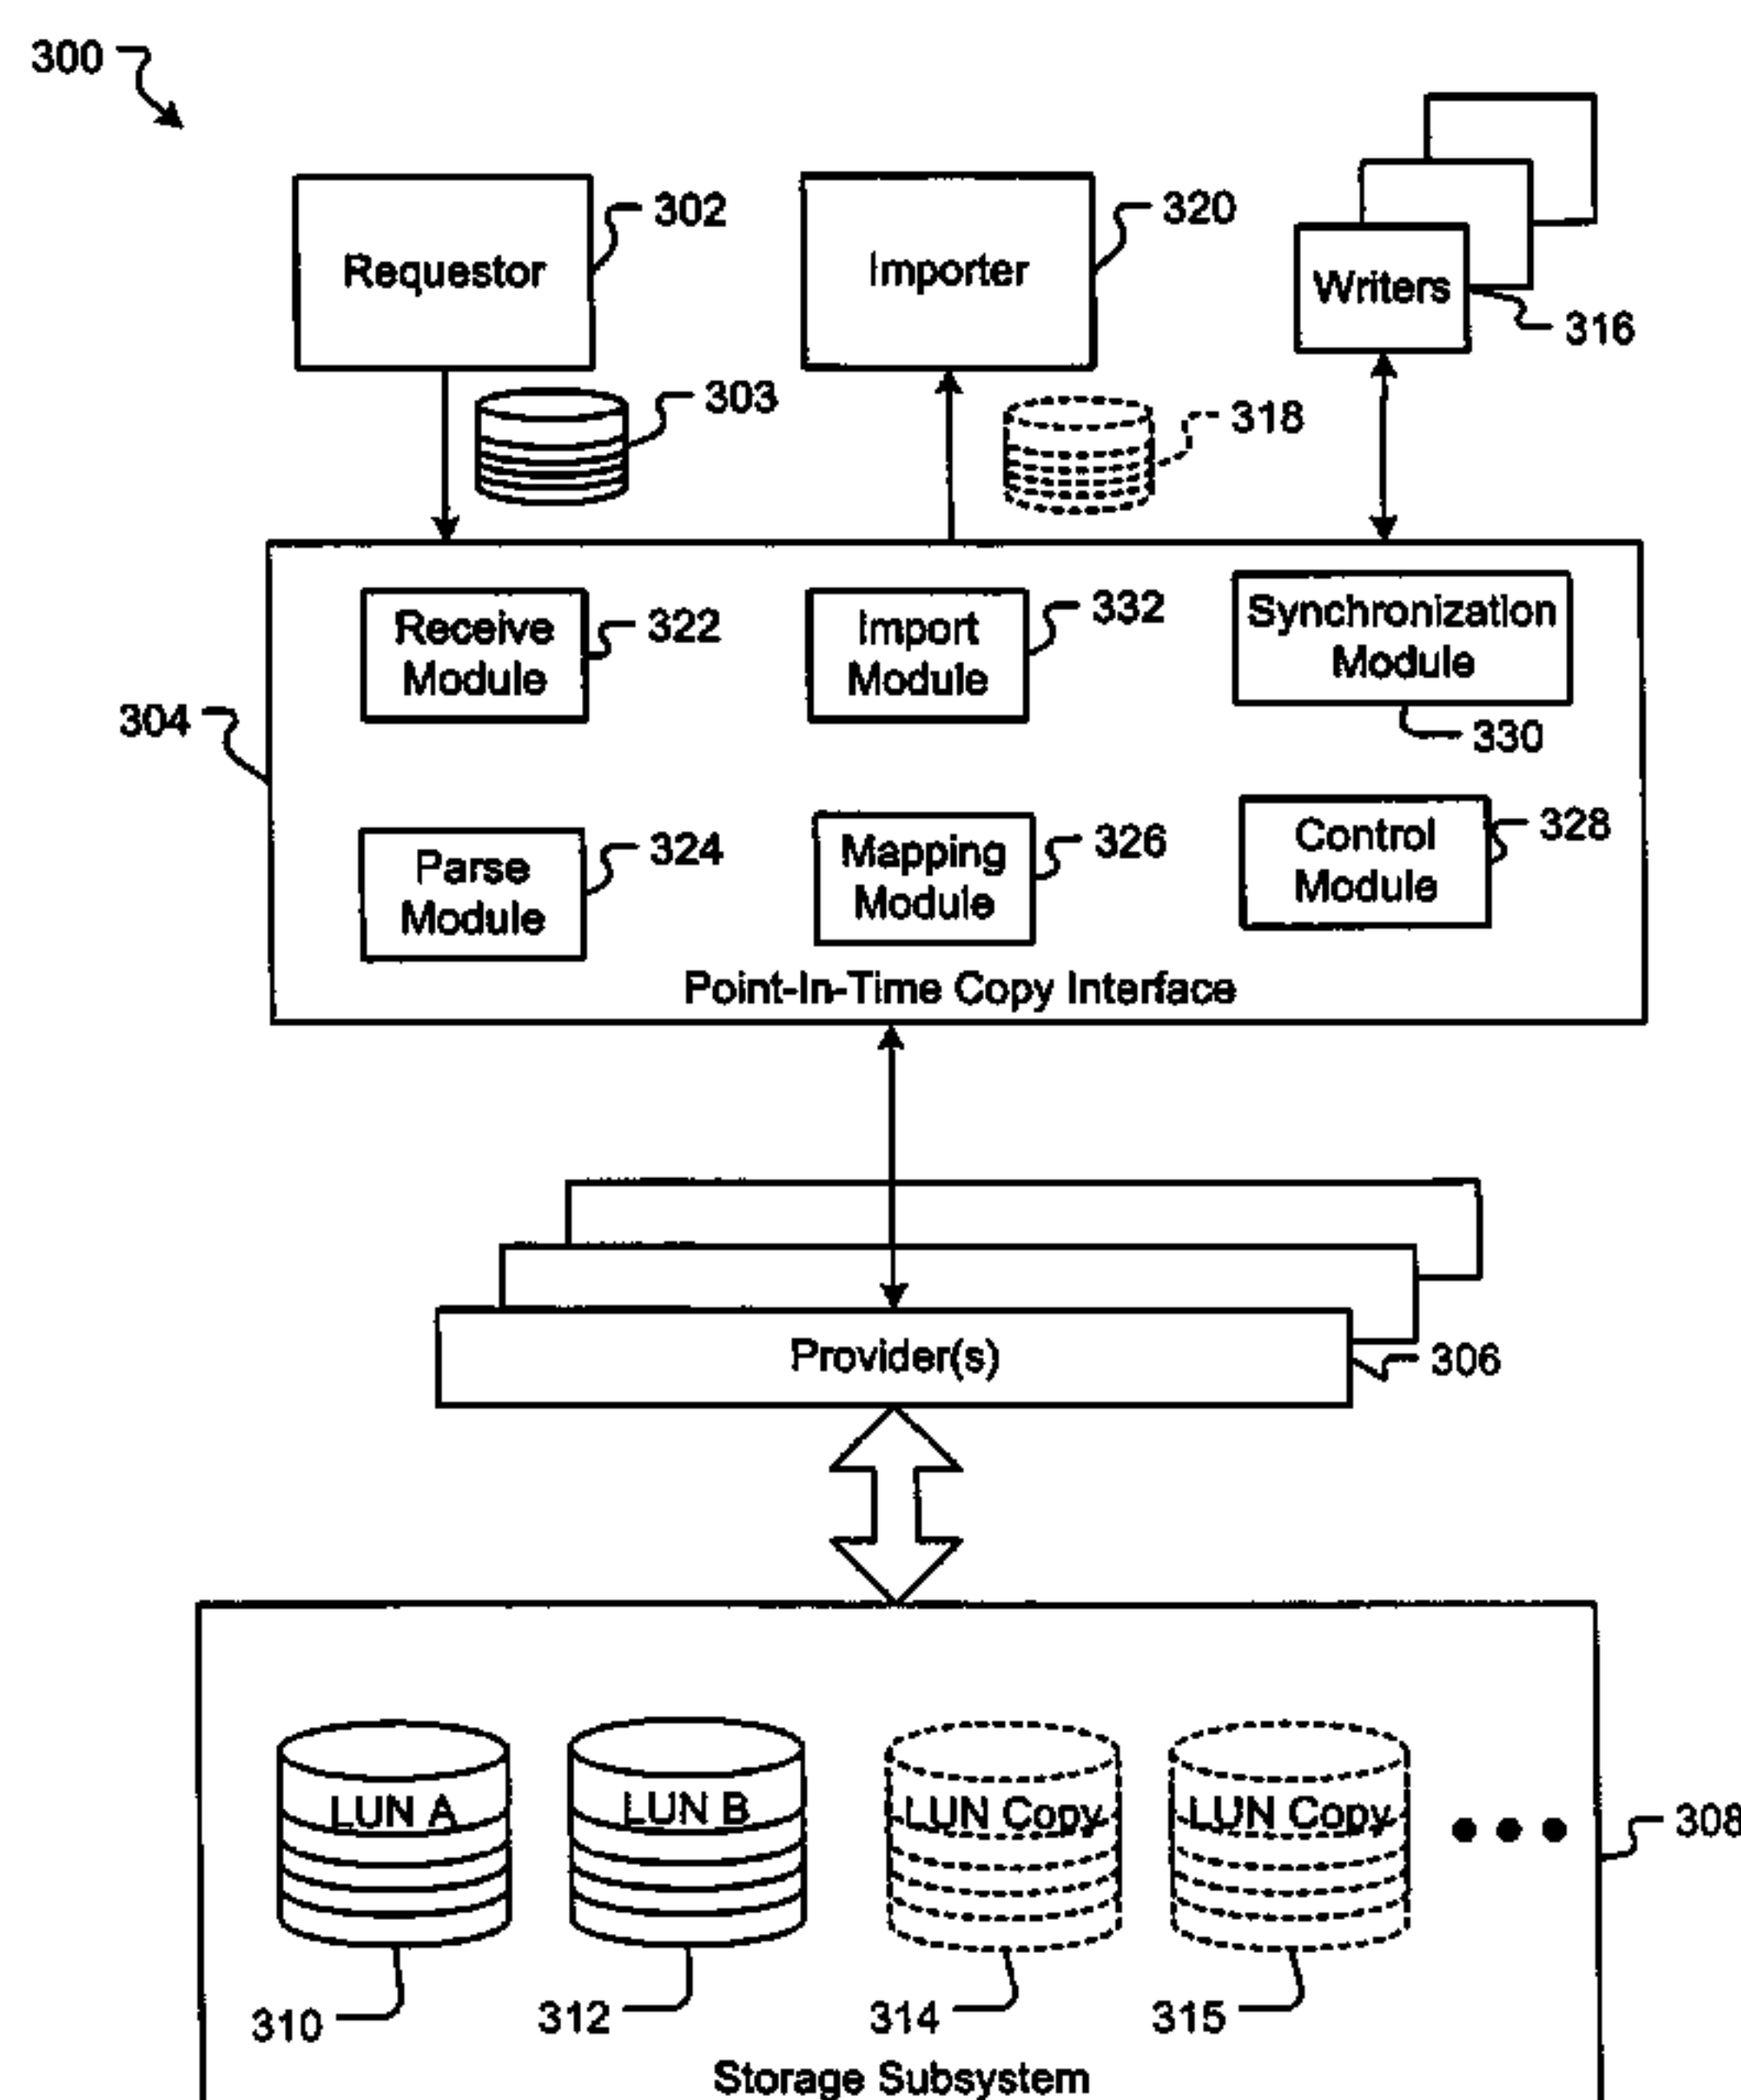 300
302
320
Requestor
Importer
Writers
316
303
318
Receive
Module
322
Import
Module
332
Synchronization
Module
330
304
Parse
Module
324
Mapping
Module
326
Control
Module
328
Point-In-Time Copy Interface
Provider(s)
306
LUN A
LUN B
LUN Copy
LUN Copy
308
310
312
314
315
Storage Subsystem